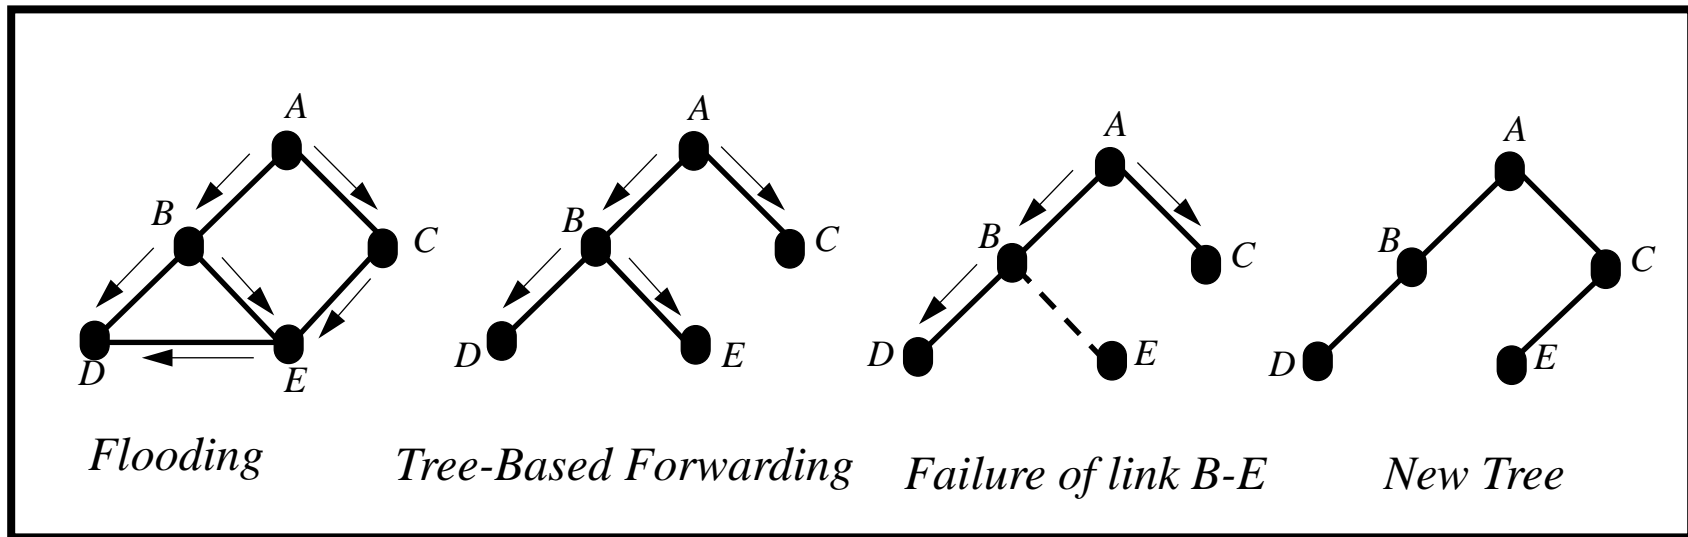 A
B
C
D
E
Flooding
A
B
C
D
E
Tree-Based Forwarding
A
B
C
D
E
Failure of link B-E
A
B
C
D
E
New Tree